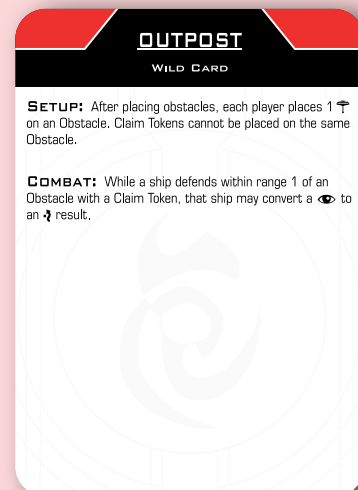 OUTPOST
WILD CARD
SETUP: After placing obstacles, each player places 1
on an Obstacle. Claim Tokens cannot be placed on the same
Obstacle.
COMBAT: While a ship defends within range 1 of an
Obstacle with a Claim Token, that ship may convert a to
an result.